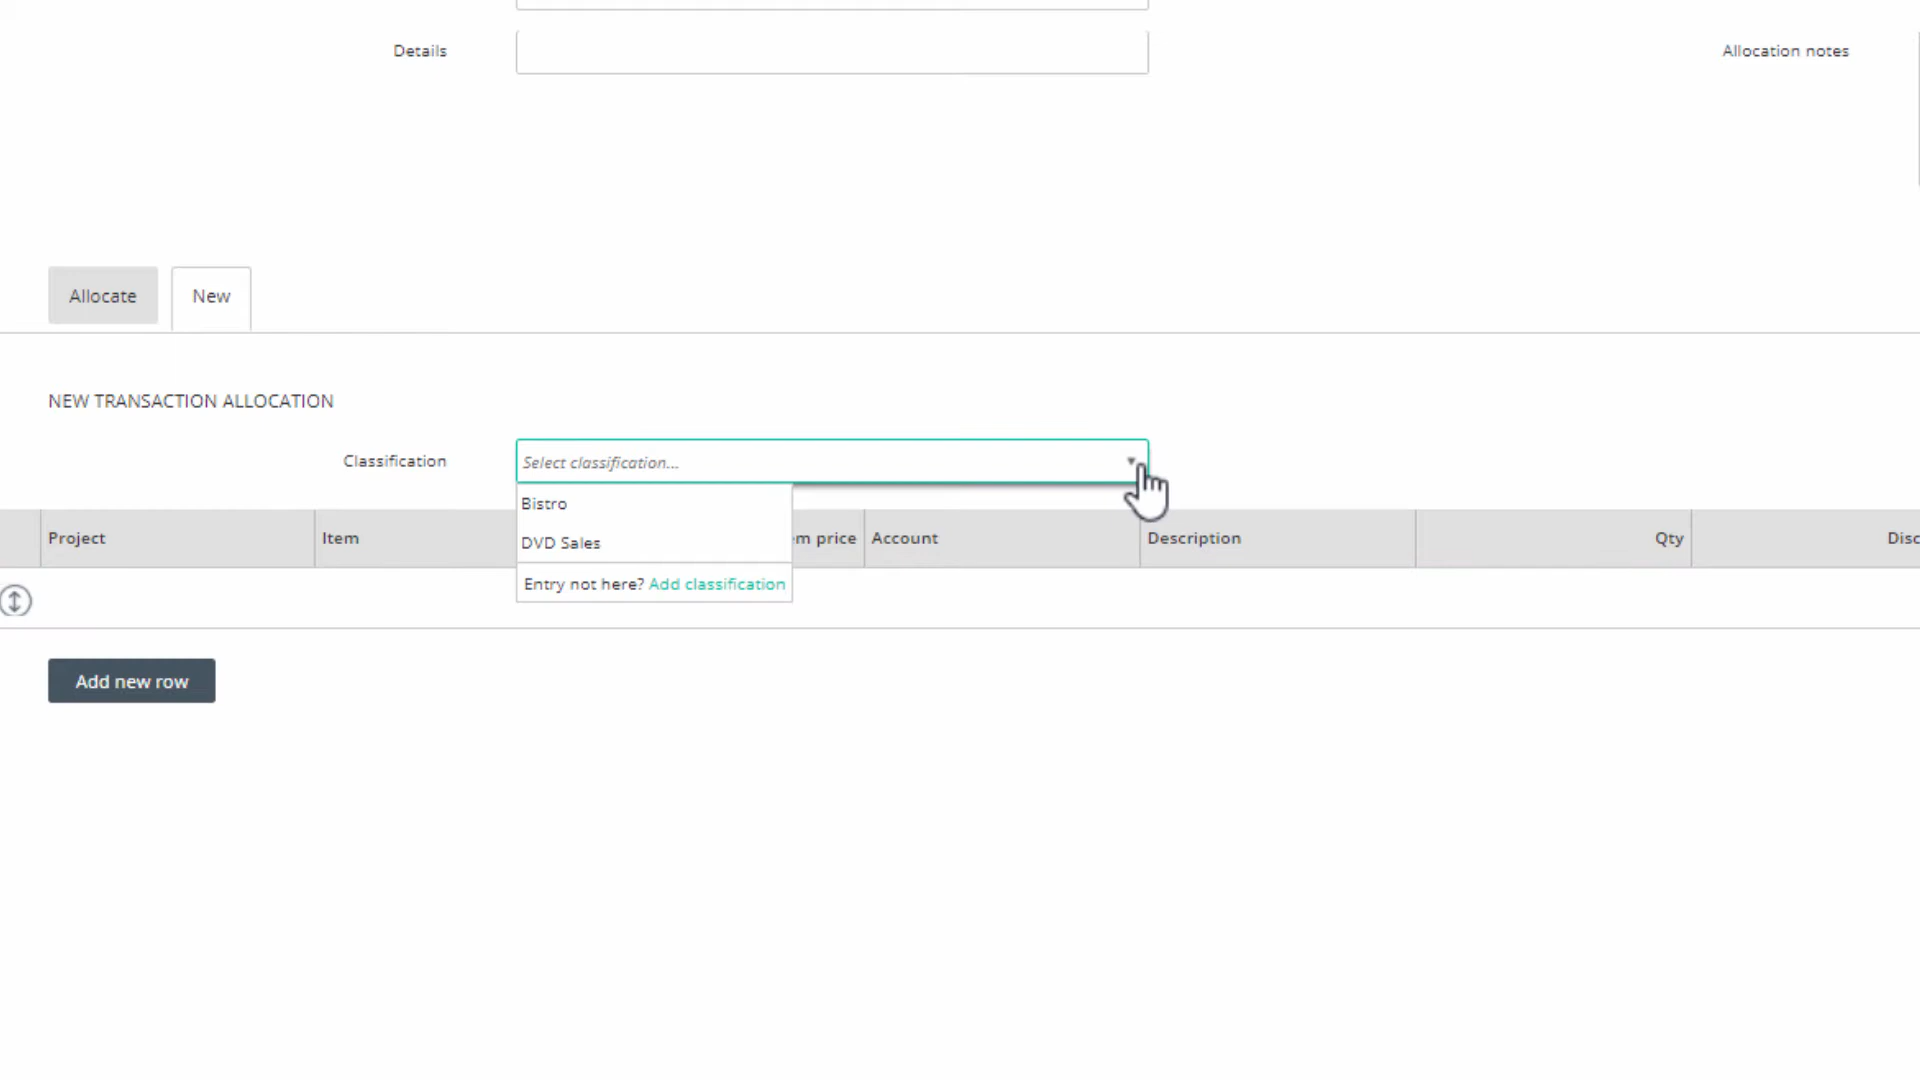 Details
Allocation notes
Allocate
New
NEW TRANSACTION ALLOCATION
Classification
Select classification...
Bistro
DVD Sales
Entry not here? Add classification
Project
Item
price
Account
Description
Qty
Add new row